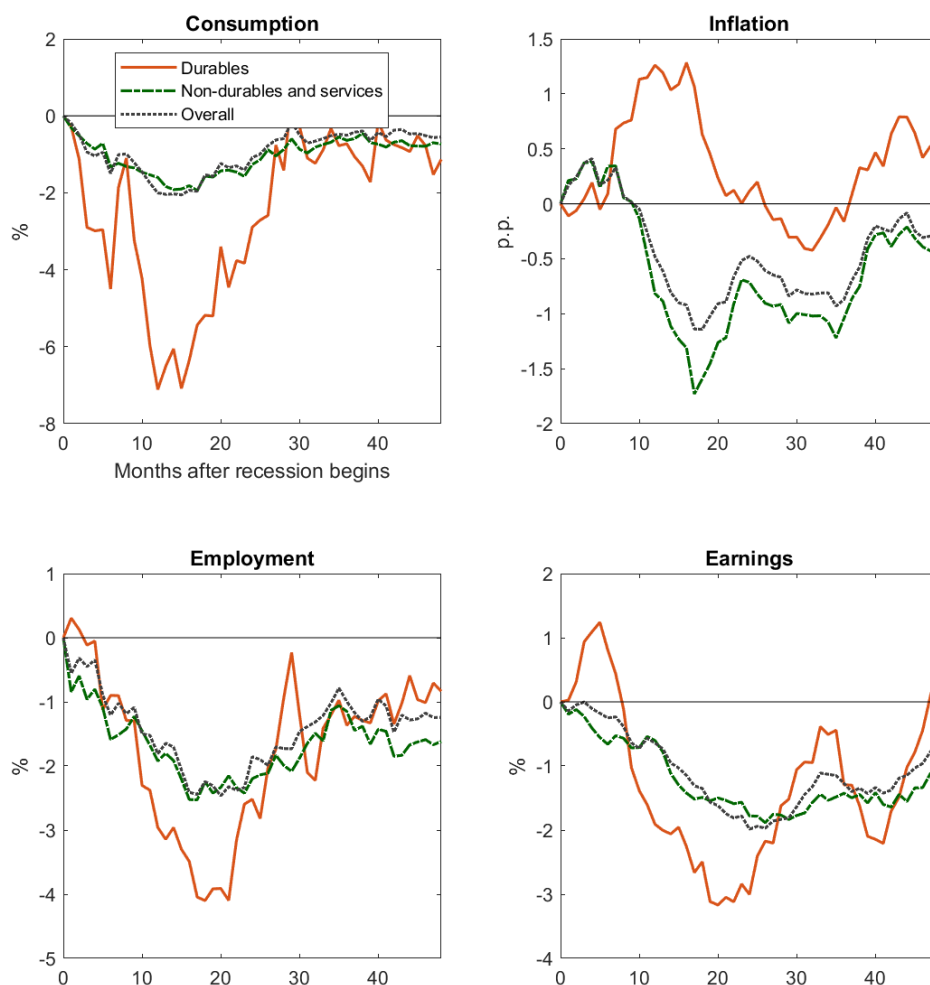 Consumption
2
0
-2
-4
-6
-8
%
Durables
Non-durables and services
Overall
0 10 20 30 40
Months after recession begins
Inflation
1.5
1
0.5
0
-0.5
-1
-1.5
-2
p.p.
0 10 20 30 40
Employment
1
0
-1
-2
-3
-4
-5
%
0 10 20 30 40
Earnings
2
1
0
-1
-2
-3
-4
%
0 10 20 30 40